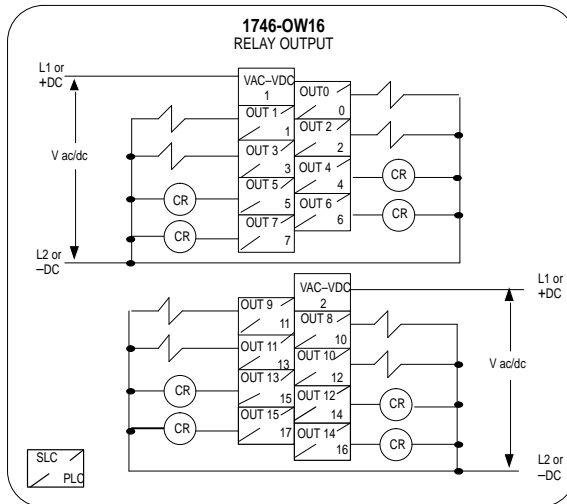 1746-OW16
RELAY OUTPUT
L1 or
+DC
V ac/dc
L2 or
–DC
VAC–VDC
1
OUT0
0
OUT 1
1
OUT 2
2
OUT 3
3
OUT 4
4
OUT 5
5
OUT 6
6
OUT 7
7
CR
CR
CR
CR
VAC–VDC
2
L1 or
+DC
OUT 9
11
OUT 8
10
OUT 11
13
OUT 10
12
OUT 13
15
OUT 12
14
OUT 15
17
OUT 14
16
CR
CR
CR
CR
V ac/dc
L2 or
–DC
SLC
PLC